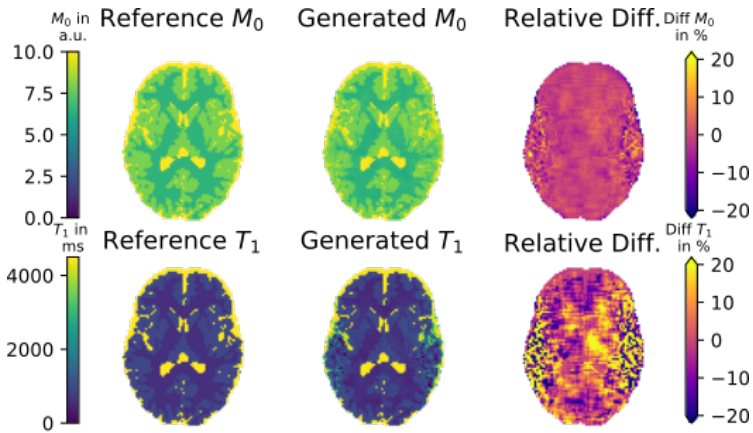 M₀ in
a.u.
Reference M₀
Generated M₀
Relative Diff.
Diff M₀
in %
10.0
7.5
5.0
2.5
0.0
20
10
0
−10
−20
T₁ in
ms
Reference T₁
Generated T₁
Relative Diff.
Diff T₁
in %
4000
2000
0
20
10
0
−10
−20